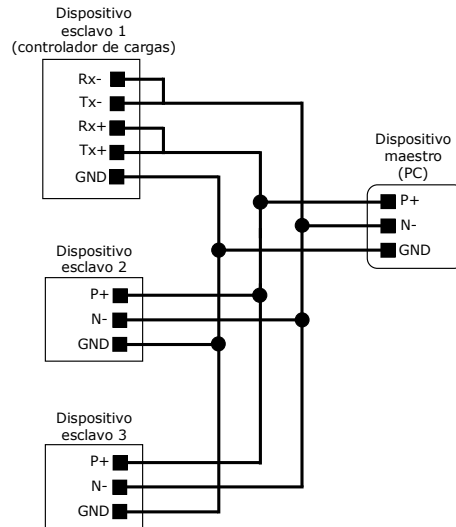 Dispositivo
esclavo 1
(controlador de cargas)
Rx-
Tx-
Rx+
Tx+
GND
Dispositivo
maestro
(PC)
P+
N-
GND
Dispositivo
esclavo 2
P+
N-
GND
Dispositivo
esclavo 3
P+
N-
GND